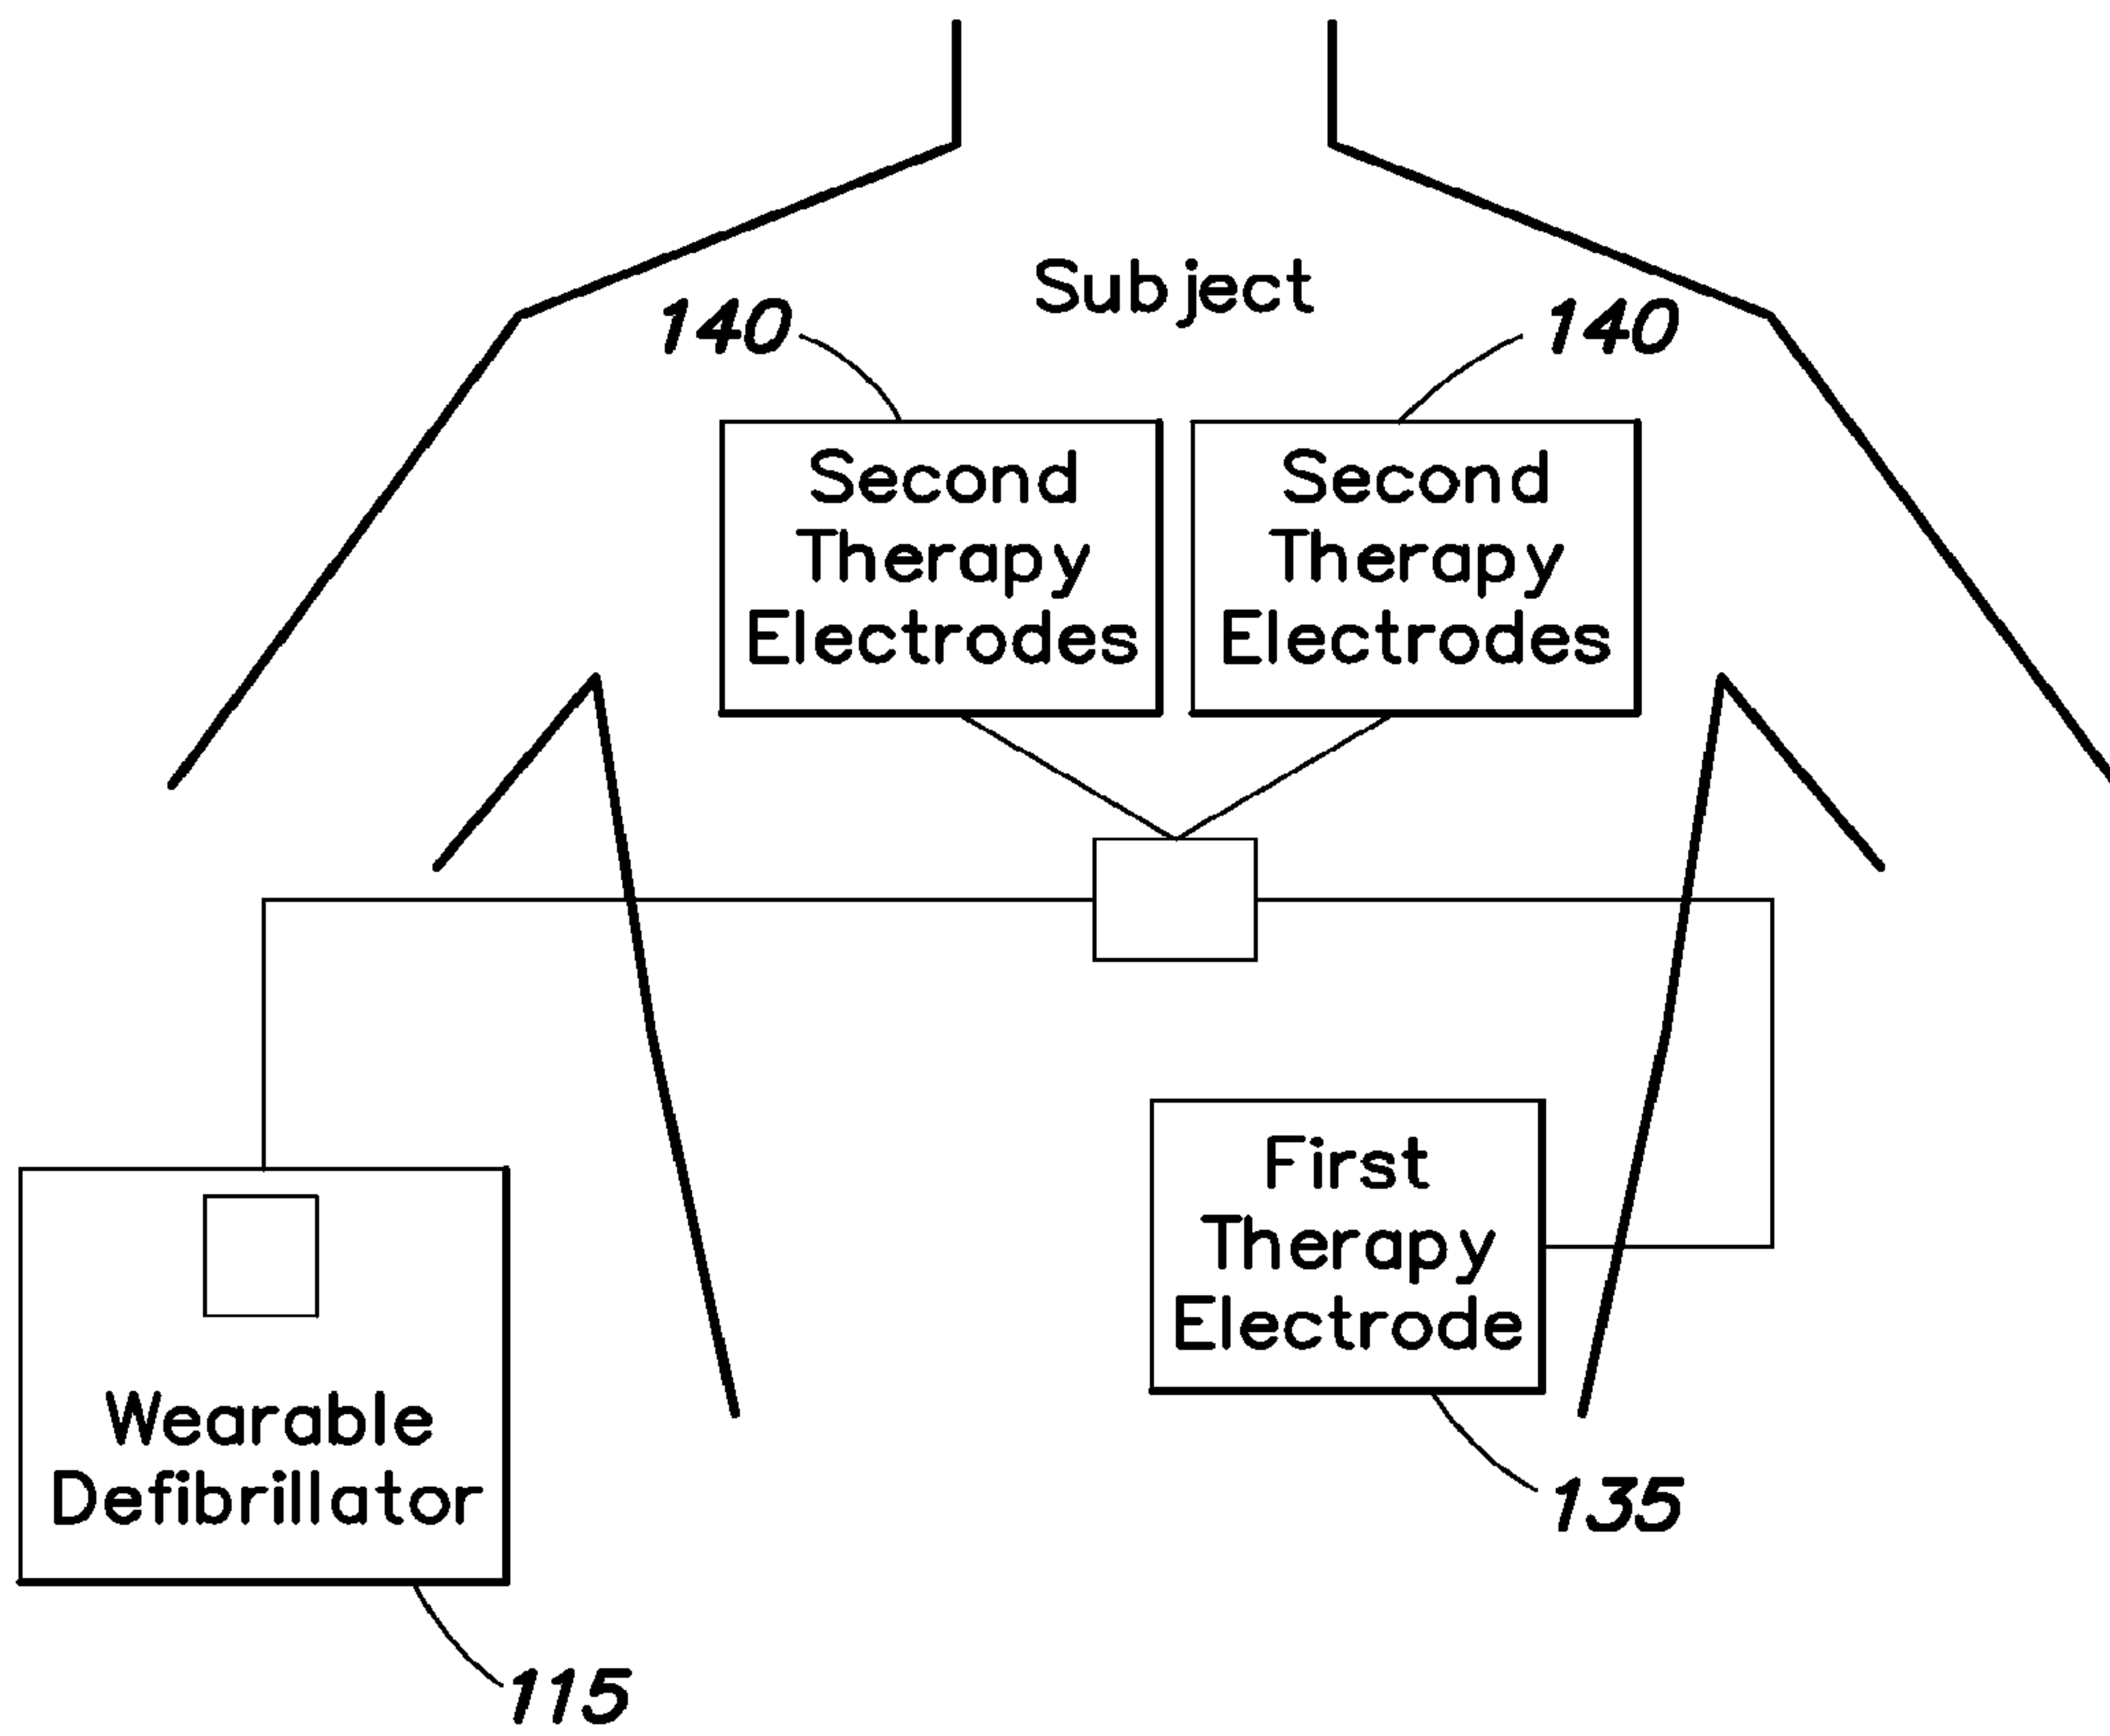 Subject
140
140
Second
Therapy
Electrodes
Second
Therapy
Electrodes
First
Therapy
Electrode
135
Wearable
Defibrillator
115